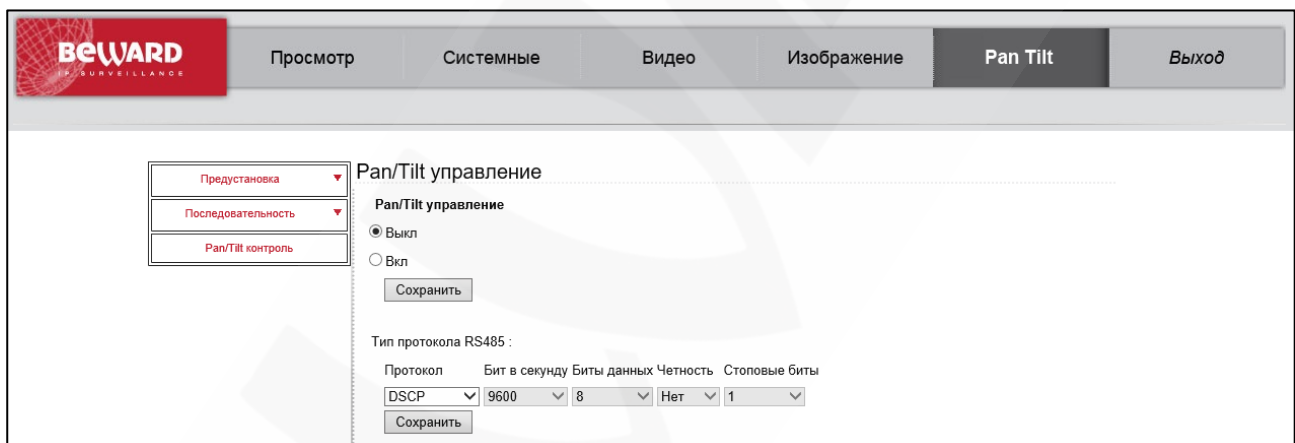 BEWARD
IP SURVEILLANCE
Просмотр Системные Видео Изображение Pan Tilt Выход
Предустановка
Последовательность
Pan/Tilt контроль
Pan/Tilt управление
Pan/Tilt управление
Выкл
Вкл
Сохранить
Тип протокола RS485 :
Протокол Бит в секунду Биты данных Четность Стоповые биты
DSCP 9600 8 Нет 1
Сохранить